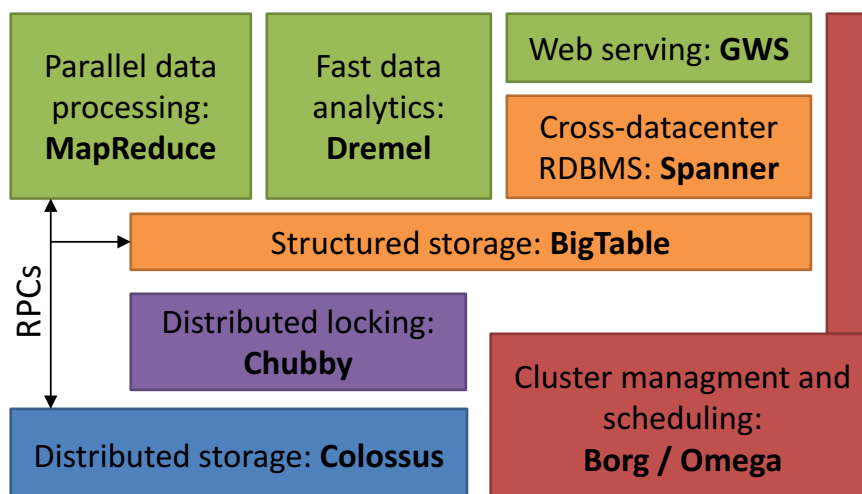 Parallel data
processing:
MapReduce
Fast data
analytics:
Dremel
Web serving: GWS
Cross-datacenter
RDBMS: Spanner
Structured storage: BigTable
RPCs
Distributed locking:
Chubby
Cluster managment and
scheduling:
Borg / Omega
Distributed storage: Colossus